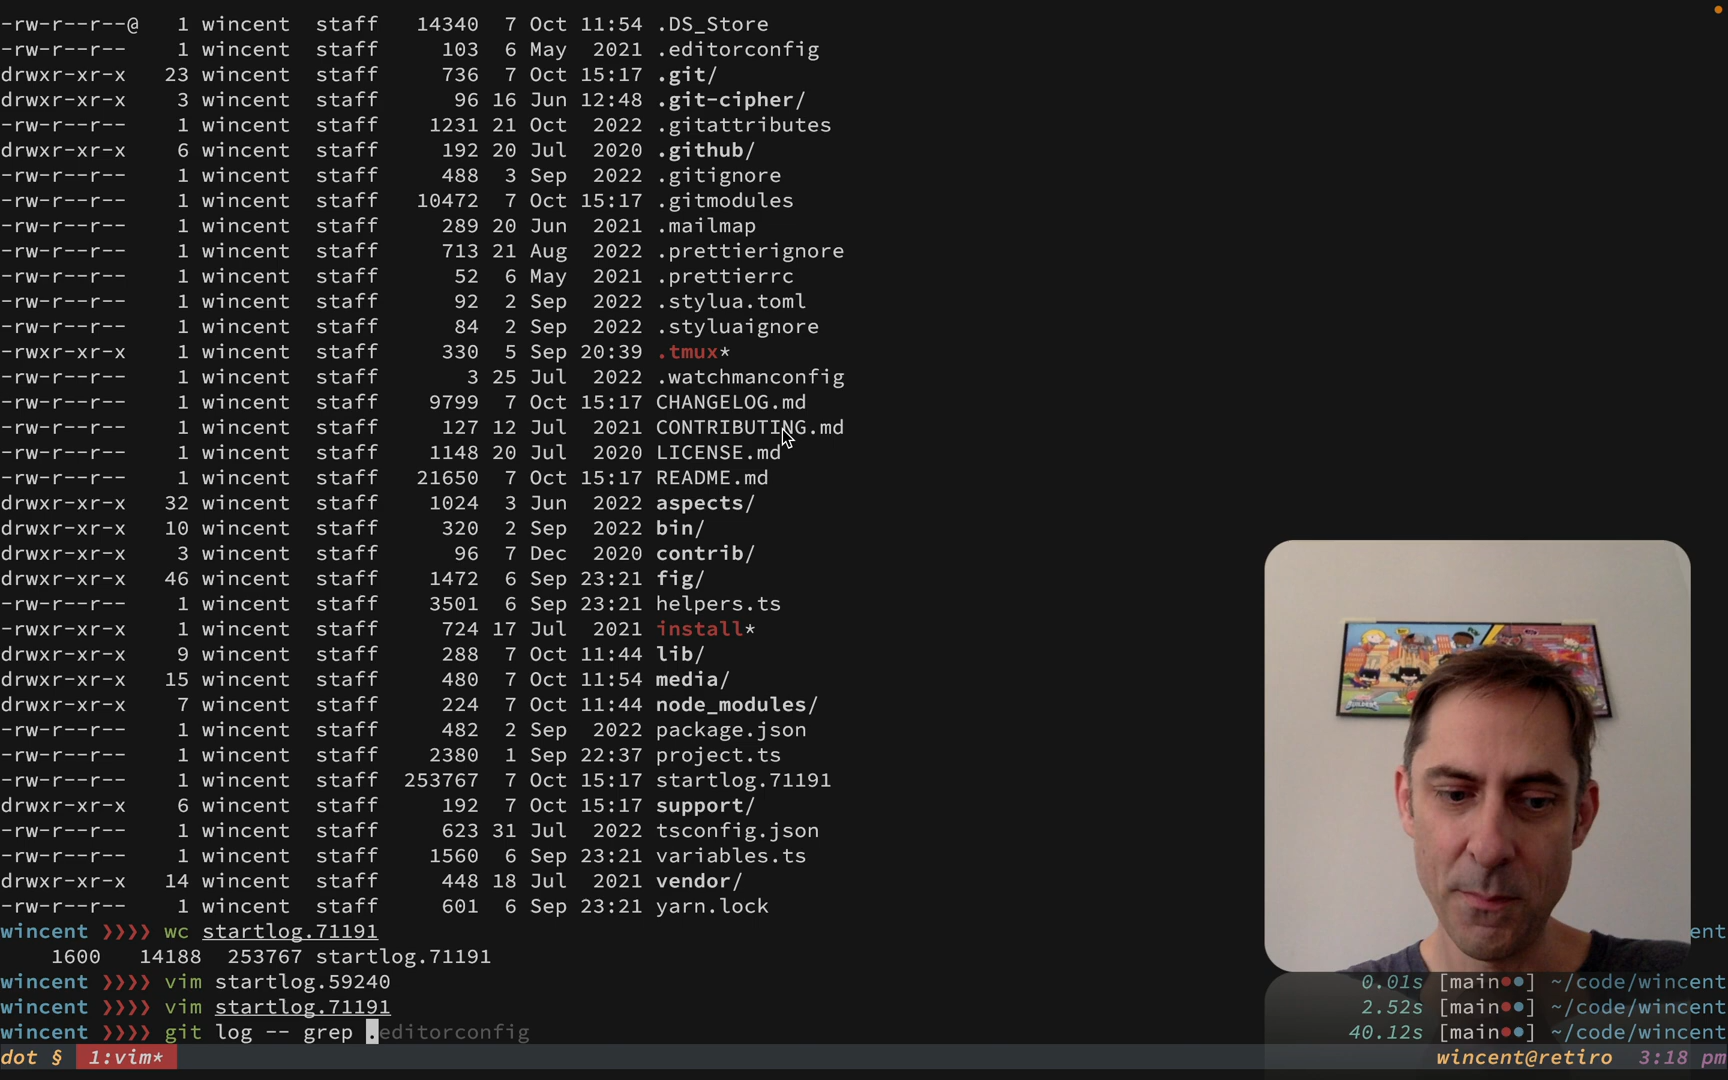 -rw-r--r--@ 1 wincent staff 14340 7 Oct 11:54 .DS_Store
-rw-r--r-- 1 wincent staff 103 6 May 2021 .editorconfig
drwxr-xr-x 23 wincent staff 736 7 Oct 15:17 .git/
drwxr-xr-x 3 wincent staff 96 16 Jun 12:48 .git-cipher/
-rw-r--r-- 1 wincent staff 1231 21 Oct 2022 .gitattributes
drwxr-xr-x 6 wincent staff 192 20 Jul 2020 .github/
-rw-r--r-- 1 wincent staff 488 3 Sep 2022 .gitignore
-rw-r--r-- 1 wincent staff 10472 7 Oct 15:17 .gitmodules
-rw-r--r-- 1 wincent staff 289 20 Jun 2021 .mailmap
-rw-r--r-- 1 wincent staff 713 21 Aug 2022 .prettierignore
-rw-r--r-- 1 wincent staff 52 6 May 2021 .prettierrc
-rw-r--r-- 1 wincent staff 92 2 Sep 2022 .stylua.toml
-rw-r--r-- 1 wincent staff 84 2 Sep 2022 .styluaignore
-rwxr-xr-x 1 wincent staff 330 5 Sep 20:39 .tmux*
-rw-r--r-- 1 wincent staff 3 25 Jul 2022 .watchmanconfig
-rw-r--r-- 1 wincent staff 9799 7 Oct 15:17 CHANGELOG.md
-rw-r--r-- 1 wincent staff 127 12 Jul 2021 CONTRIBUTING.md
-rw-r--r-- 1 wincent staff 1148 20 Jul 2020 LICENSE.md
-rw-r--r-- 1 wincent staff 21650 7 Oct 15:17 README.md
drwxr-xr-x 32 wincent staff 1024 3 Jun 2022 aspects/
drwxr-xr-x 10 wincent staff 320 2 Sep 2022 bin/
drwxr-xr-x 3 wincent staff 96 7 Dec 2020 contrib/
drwxr-xr-x 46 wincent staff 1472 6 Sep 23:21 fig/
-rw-r--r-- 1 wincent staff 3501 6 Sep 23:21 helpers.ts
-rwxr-xr-x 1 wincent staff 724 17 Jul 2021 install*
drwxr-xr-x 9 wincent staff 288 7 Oct 11:44 lib/
drwxr-xr-x 15 wincent staff 480 7 Oct 11:54 media/
drwxr-xr-x 7 wincent staff 224 7 Oct 11:44 node_modules/
-rw-r--r-- 1 wincent staff 482 2 Sep 2022 package.json
-rw-r--r-- 1 wincent staff 2380 1 Sep 22:37 project.ts
-rw-r--r-- 1 wincent staff 253767 7 Oct 15:17 startlog.71191
drwxr-xr-x 6 wincent staff 192 7 Oct 15:17 support/
-rw-r--r-- 1 wincent staff 623 31 Jul 2022 tsconfig.json
-rw-r--r-- 1 wincent staff 1560 6 Sep 23:21 variables.ts
drwxr-xr-x 14 wincent staff 448 18 Jul 2021 vendor/
-rw-r--r-- 1 wincent staff 601 6 Sep 23:21 yarn.lock
wincent ❯❯❯❯ wc startlog.71191 ent
1600 14188 253767 startlog.71191
wincent ❯❯❯❯ vim startlog.59240 0.01s [main●●] ~/code/wincent
wincent ❯❯❯❯ vim startlog.71191 2.52s [main●●] ~/code/wincent
wincent ❯❯❯❯ git log -- grep .editorconfig 40.12s [main●●] ~/code/wincent
dot § 1:vim* wincent@retiro 3:18 pm